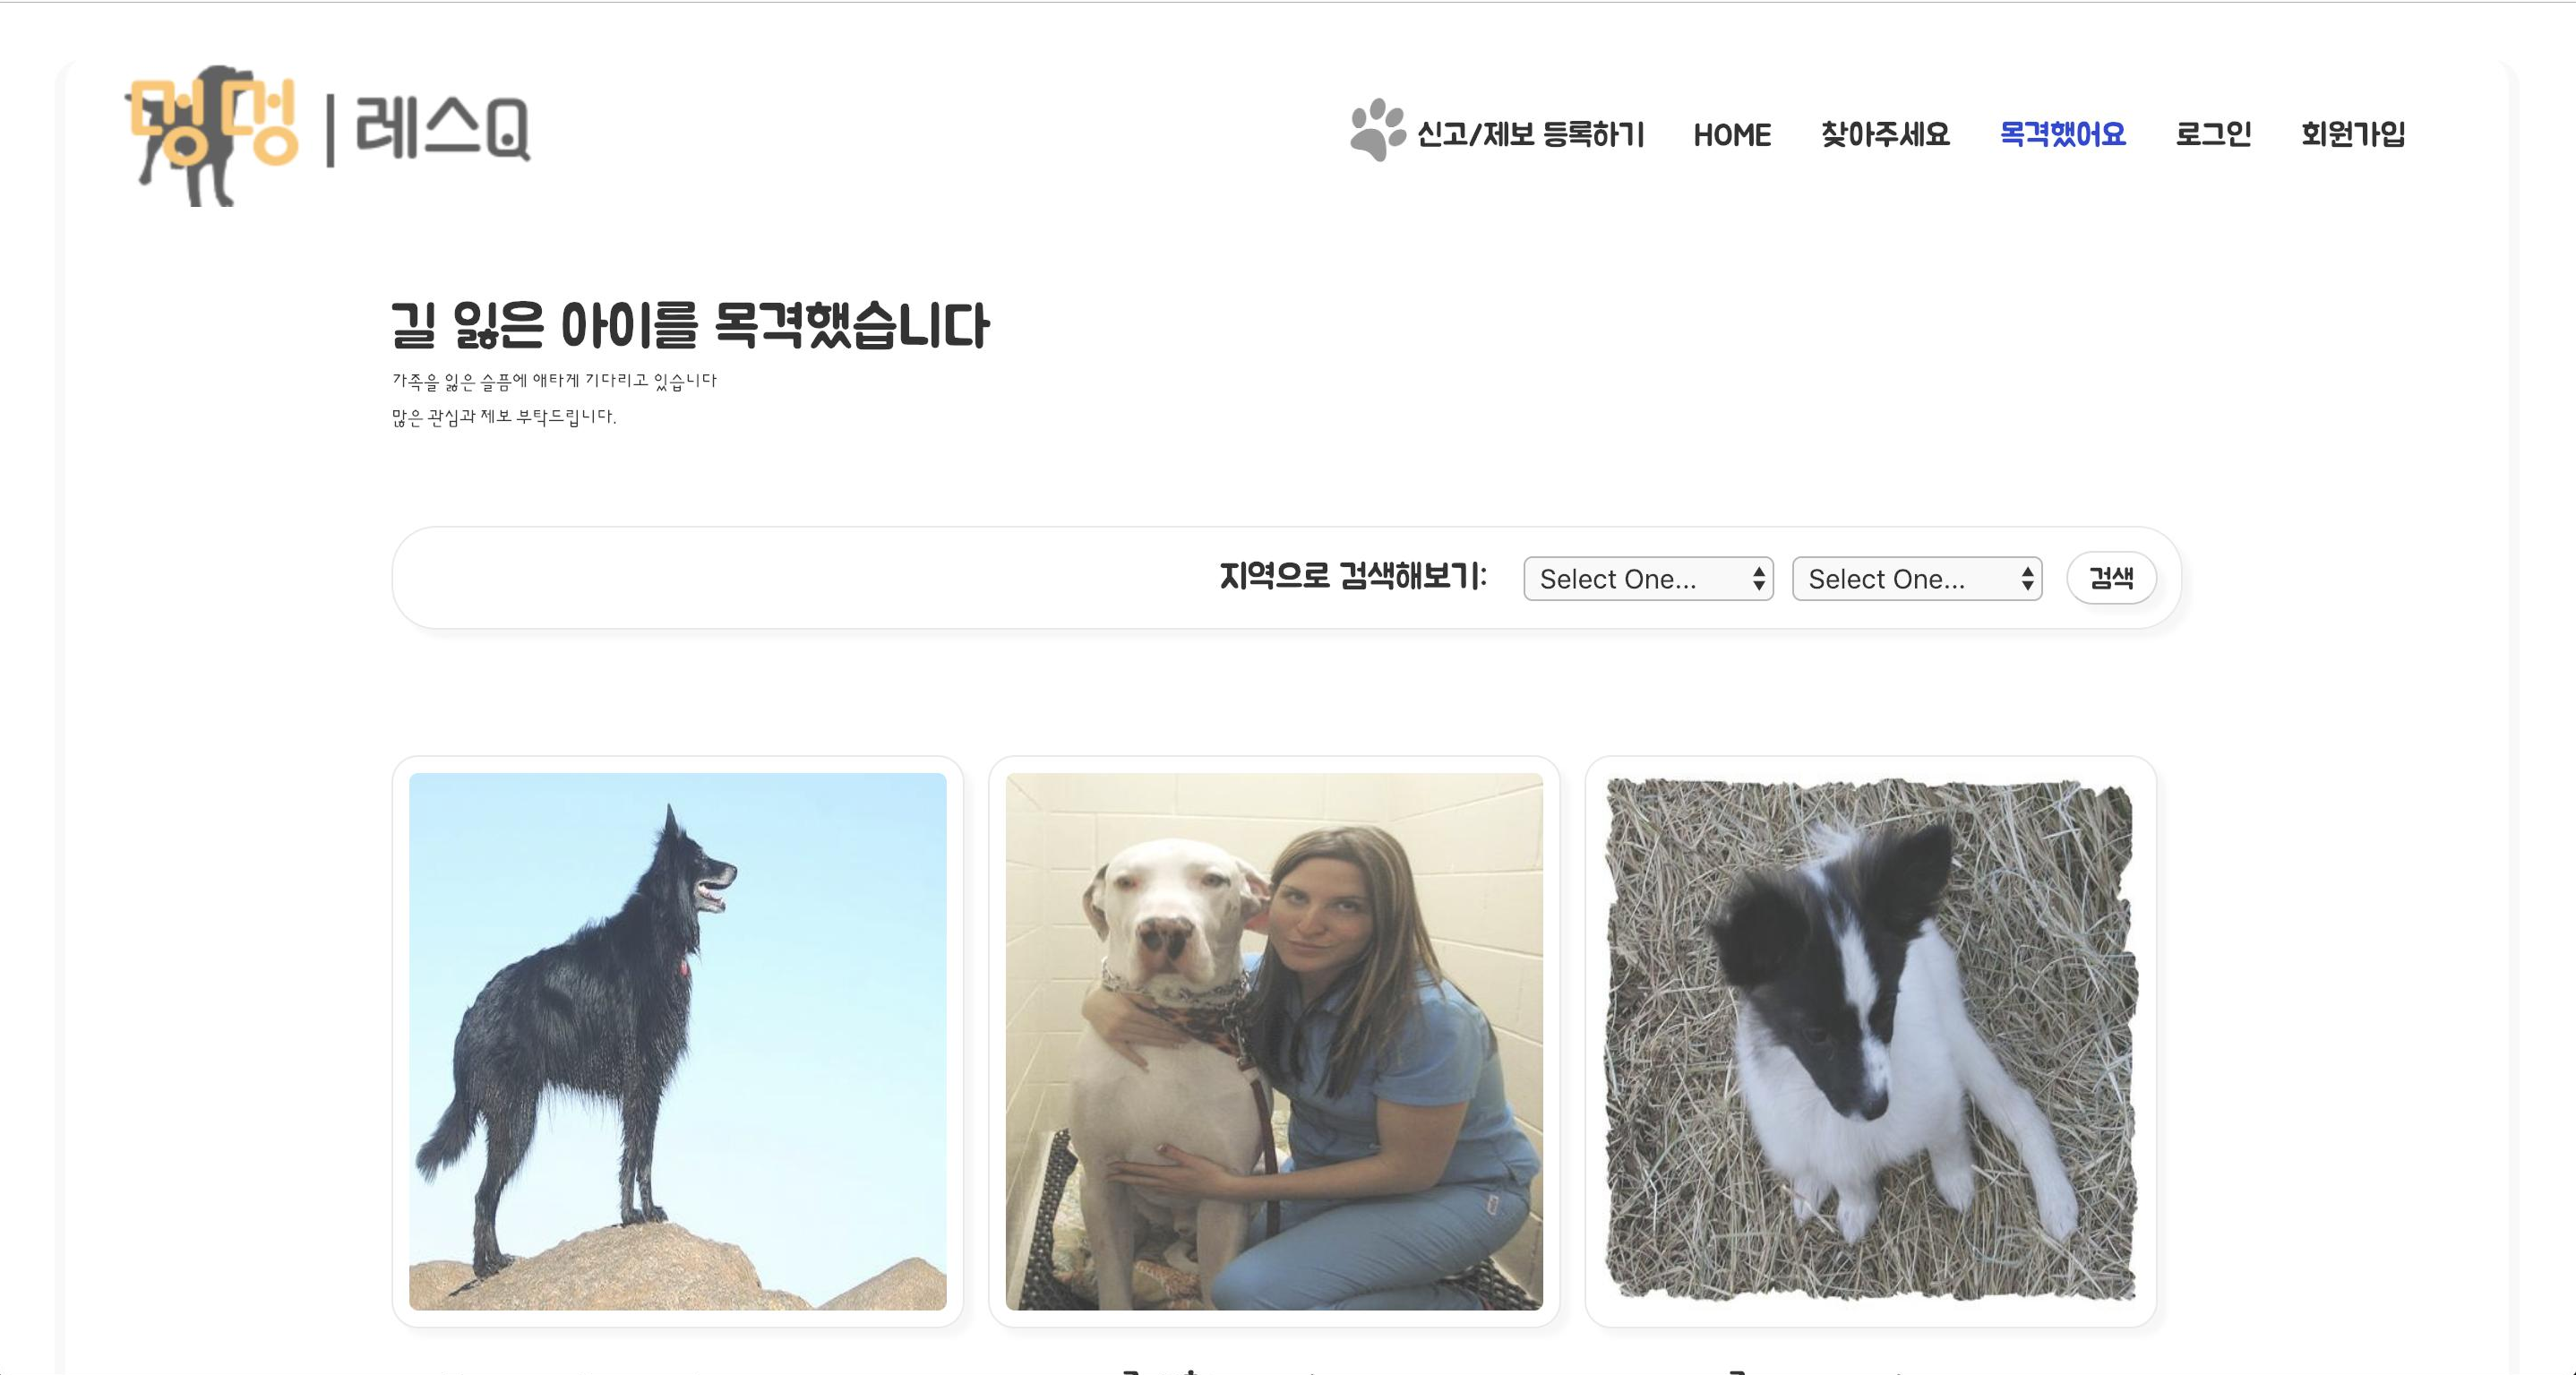 멍멍 | 레스Q
신고/제보 등록하기 HOME 찾아주세요 목격했어요 로그인 회원가입
길 잃은 아이를 목격했습니다
가족을 잃은 슬픔에 애타게 기다리고 있습니다
많은 관심과 제보 부탁드립니다.
지역으로 검색해보기: Select One... Select One... 검색